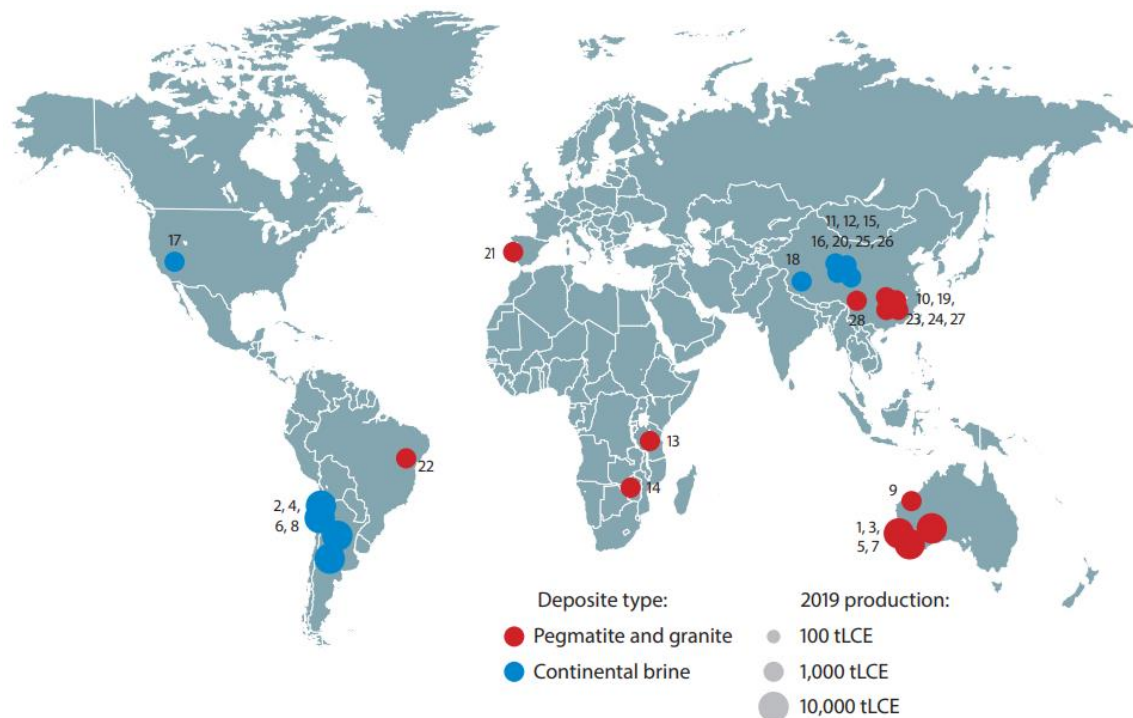 17
21
11, 12, 15,
16, 20, 25, 26
18
10, 19,
23, 24, 27
28
13
22
14
2, 4,
6, 8
9
1, 3,
5, 7
Deposite type:
Pegmatite and granite
Continental brine
2019 production:
100 tLCE
1,000 tLCE
10,000 tLCE